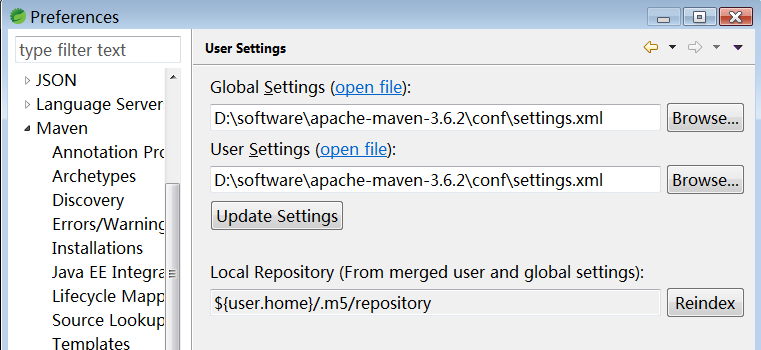 Preferences
type filter text
JSON
Language Server
Maven
Annotation Pro
Archetypes
Discovery
Errors/Warning
Installations
Java EE Integra
Lifecycle Mapp
Source Lookup
Templates
User Settings
Global Settings (open file):
D:\software\apache-maven-3.6.2\conf\settings.xml
Browse...
User Settings (open file):
D:\software\apache-maven-3.6.2\conf\settings.xml
Browse...
Update Settings
Local Repository (From merged user and global settings):
${user.home}/.m5/repository
Reindex